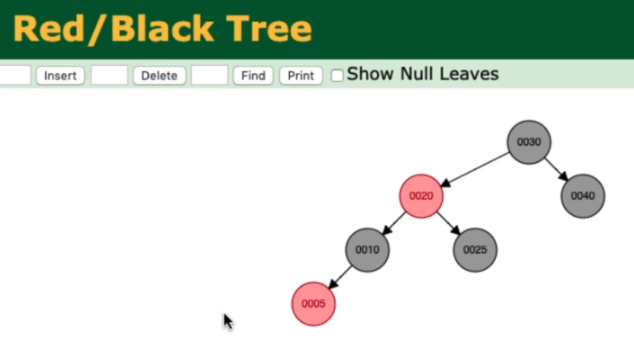 Red/Black Tree
Insert Delete Find Print Show Null Leaves
0030
0020 0040
0010 0025
0005